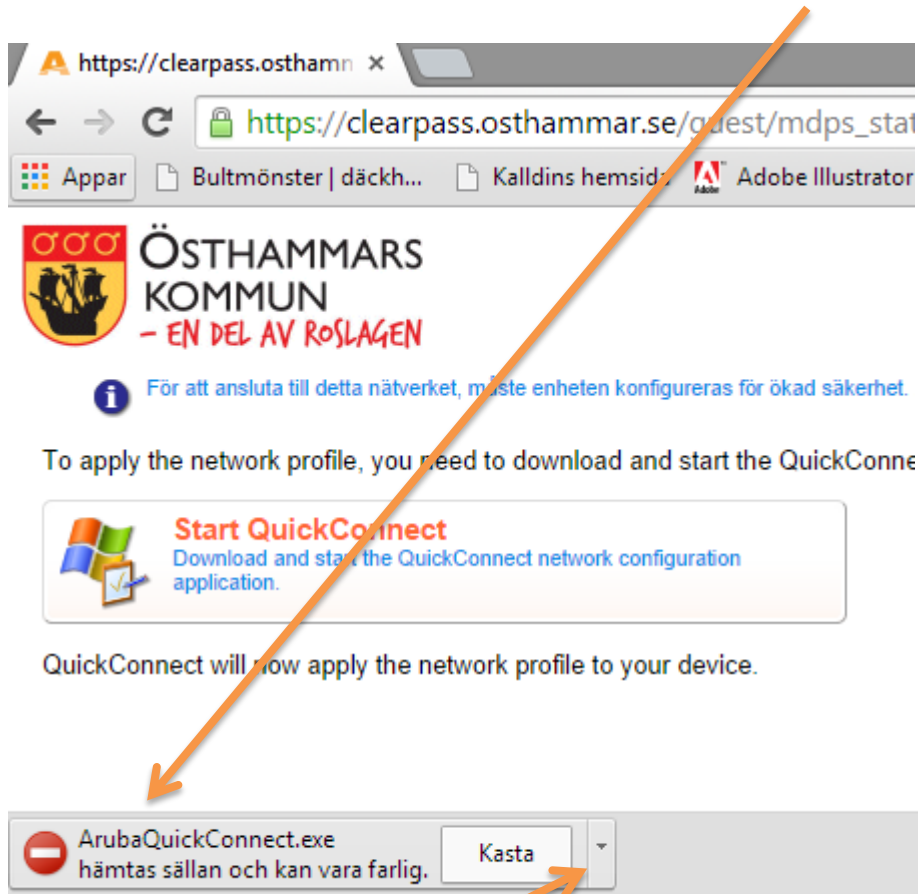 https://clearpass.osthamn
https://clearpass.osthammar.se/guest/mdps_stat
Appar Bultmönster | däckh... Kalldins hemsida Adobe Adobe Illustrator
ÖSTHAMMARS
KOMMUN
– EN DEL AV ROSLAGEN
För att ansluta till detta nätverket, måste enheten konfigureras för ökad säkerhet.
To apply the network profile, you need to download and start the QuickConne
Start QuickConnect
Download and start the QuickConnect network configuration
application.
QuickConnect will now apply the network profile to your device.
ArubaQuickConnect.exe
hämtas sällan och kan vara farlig.
Kasta